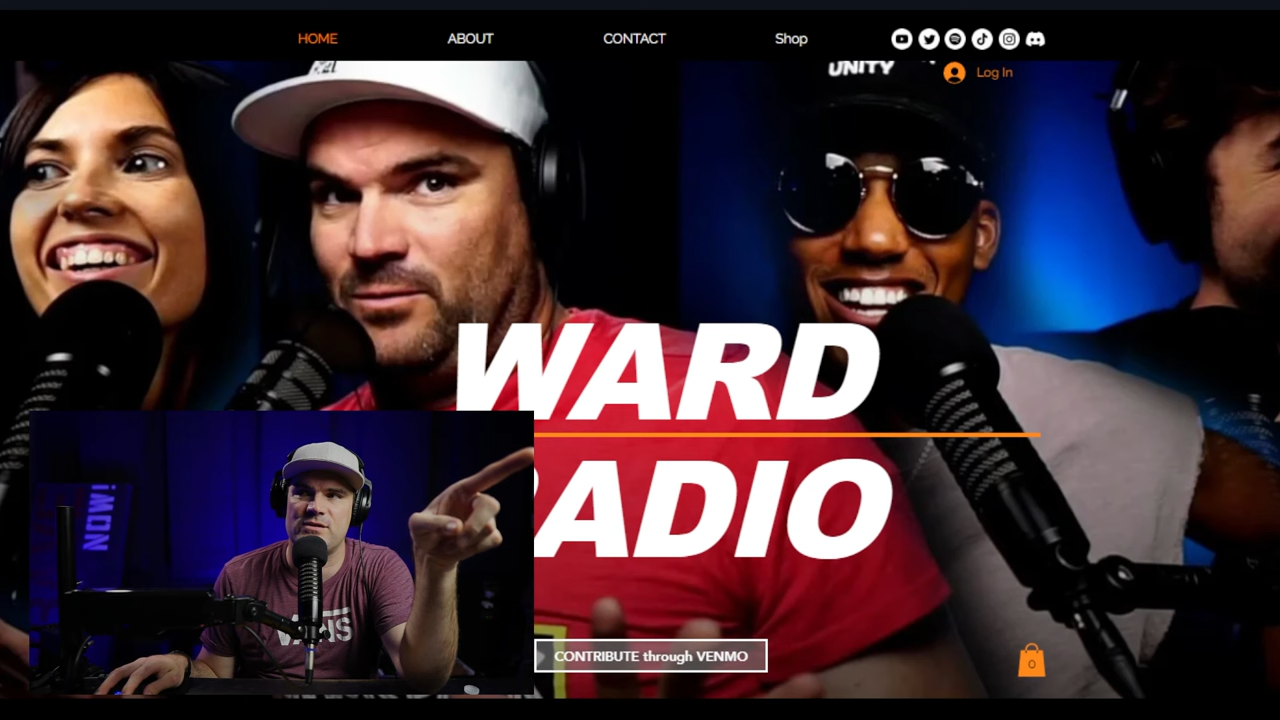 HOME ABOUT CONTACT Shop
UNITY
Log In
WARD
RADIO
NOW!
VANS
CONTRIBUTE through VENMO
0